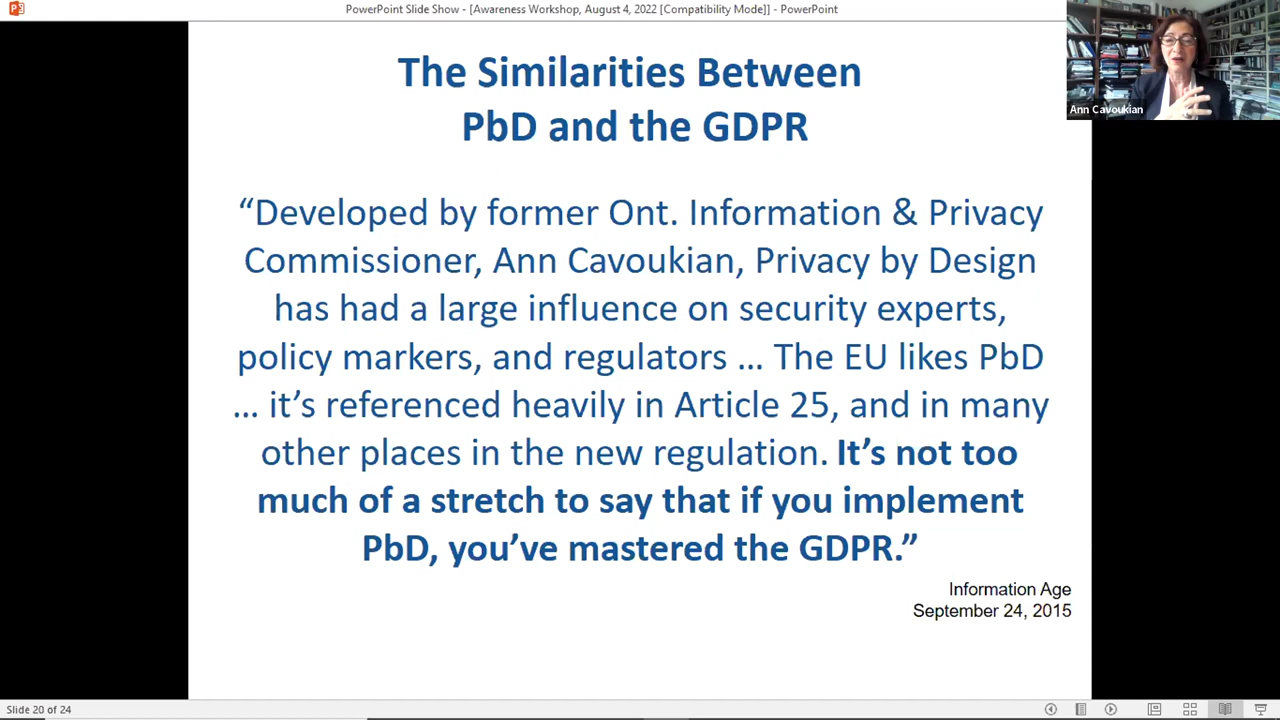 PowerPoint Slide Show - [Awareness Workshop, August 4, 2022 [Compatibility Mode]] - PowerPoint
Ann Cavoukian
The Similarities Between
PbD and the GDPR
“Developed by former Ont. Information & Privacy
Commissioner, Ann Cavoukian, Privacy by Design
has had a large influence on security experts,
policy markers, and regulators … The EU likes PbD
… it’s referenced heavily in Article 25, and in many
other places in the new regulation. It’s not too
much of a stretch to say that if you implement
PbD, you’ve mastered the GDPR.”
Information Age
September 24, 2015
Slide 20 of 24